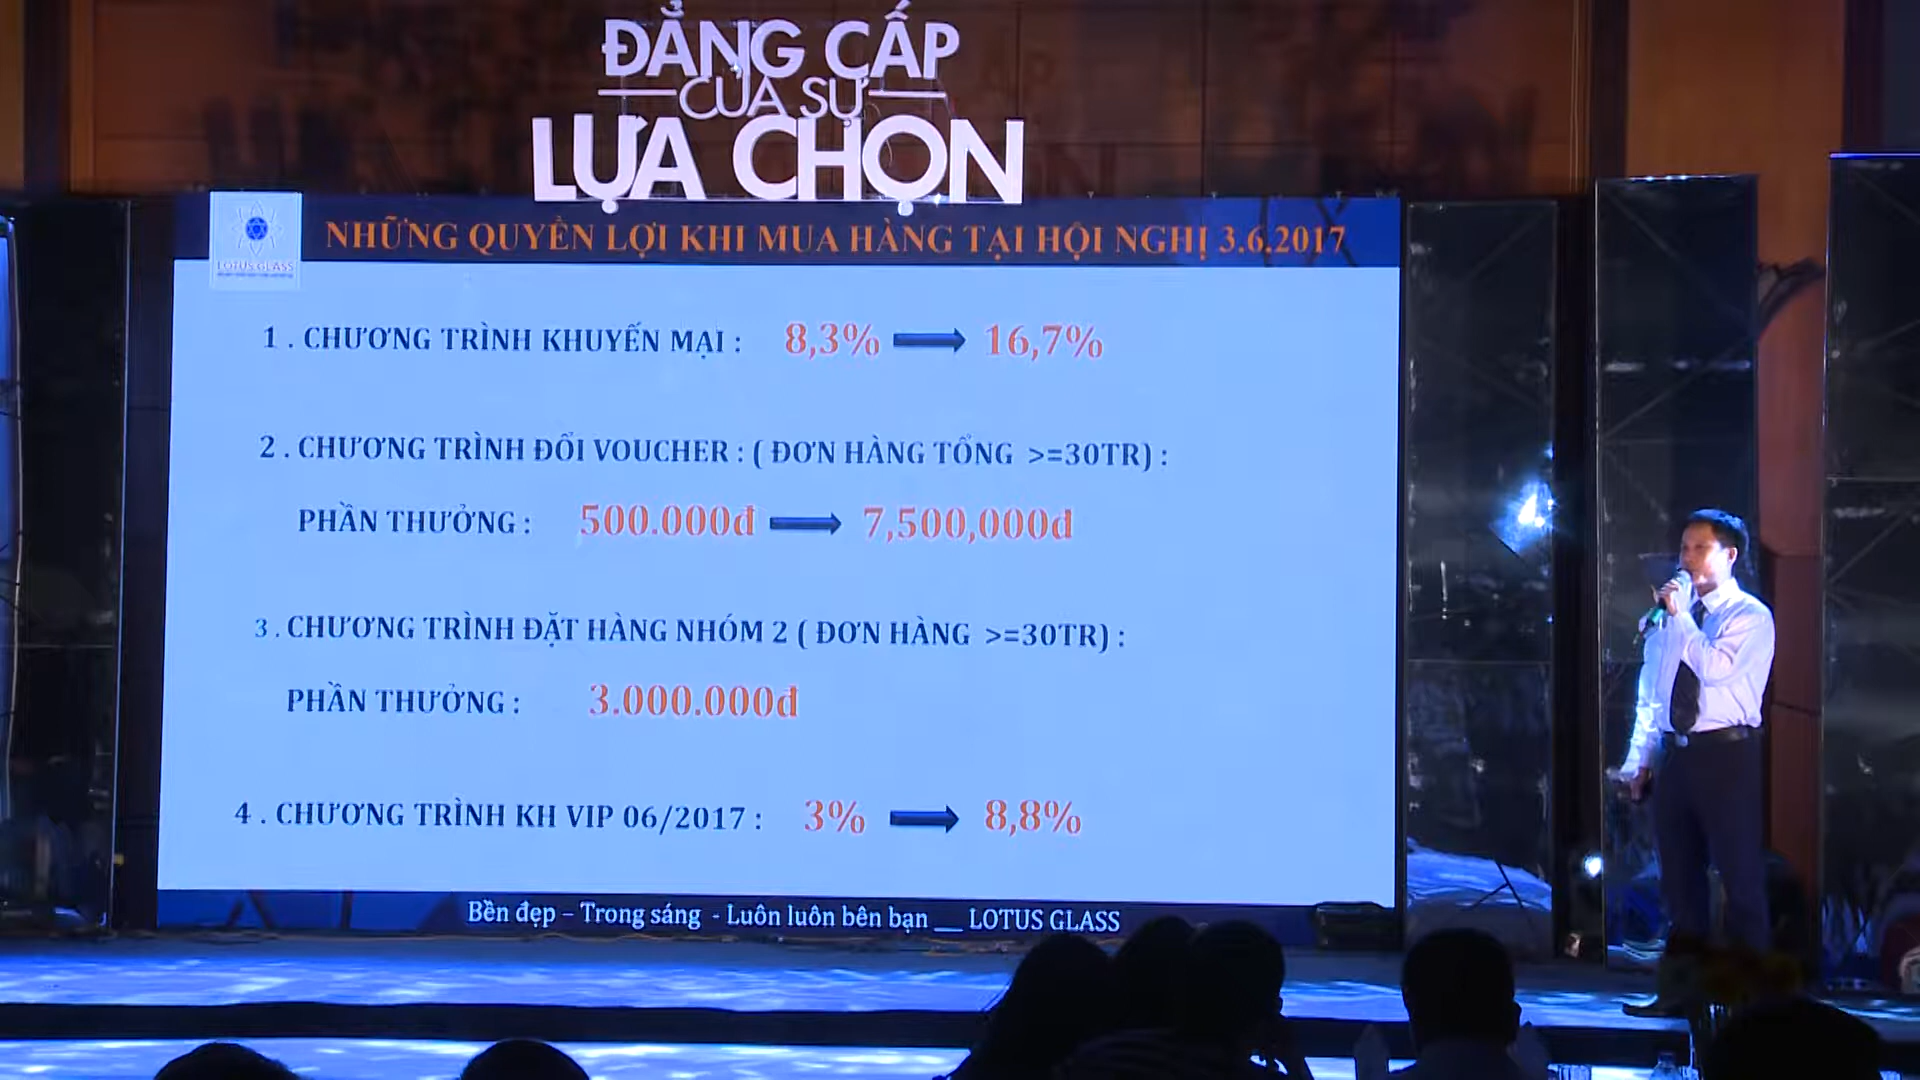 ĐẲNG CẤP
CỦA SỰ
LỰA CHỌN
LOTUS GLASS
NHỮNG QUYỀN LỢI KHI MUA HÀNG TẠI HỘI NGHỊ 3.6.2017
1 . CHƯƠNG TRÌNH KHUYẾN MẠI : 8,3% 16,7%
2 . CHƯƠNG TRÌNH ĐỔI VOUCHER : ( ĐƠN HÀNG TỔNG >=30TR) :
PHẦN THƯỞNG : 500.000đ 7,500,000đ
3 . CHƯƠNG TRÌNH ĐẶT HÀNG NHÓM 2 ( ĐƠN HÀNG >=30TR) :
PHẦN THƯỞNG : 3.000.000đ
4 . CHƯƠNG TRÌNH KH VIP 06/2017 : 3% 8,8%
Bền đẹp – Trong sáng - Luôn luôn bên bạn __ LOTUS GLASS